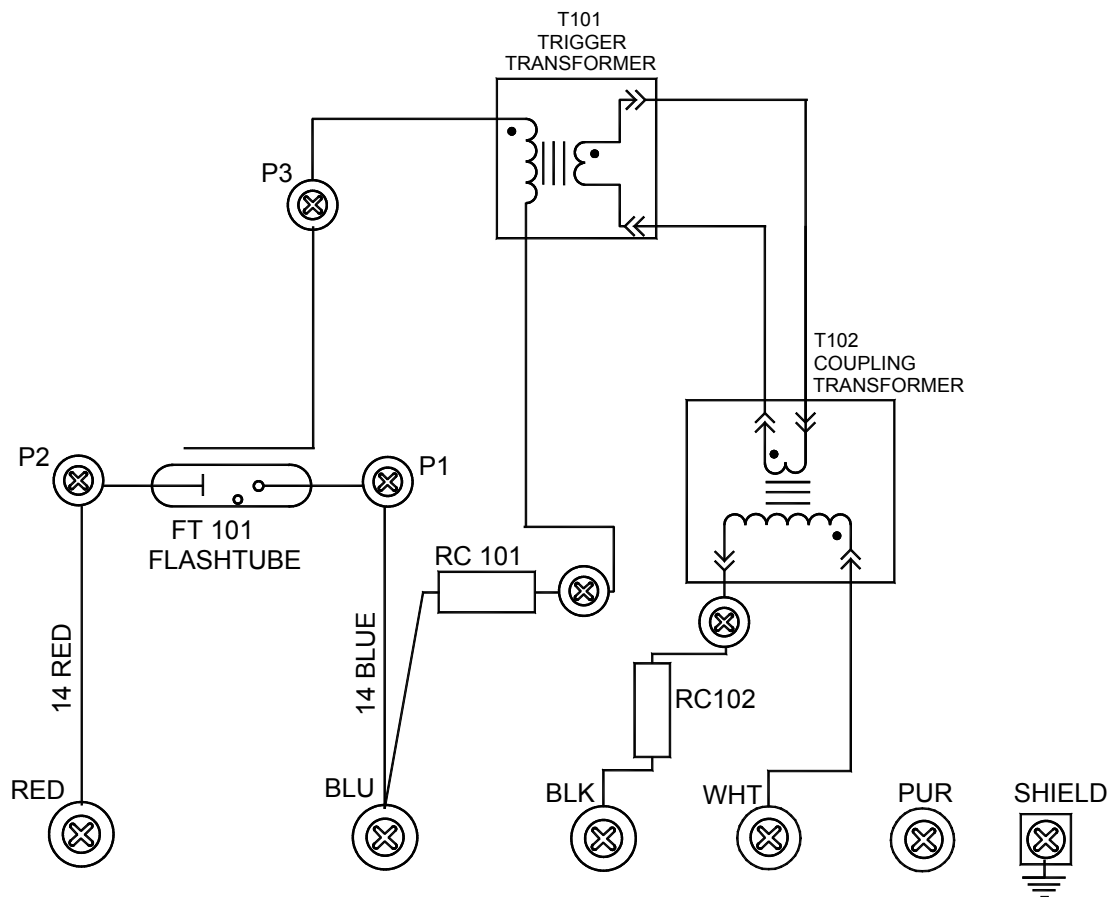 T101
TRIGGER
TRANSFORMER
P3
T102
COUPLING
TRANSFORMER
P2
P1
FT 101
FLASHTUBE
RC 101
14 RED
14 BLUE
RC102
RED
BLU
BLK
WHT
PUR
SHIELD